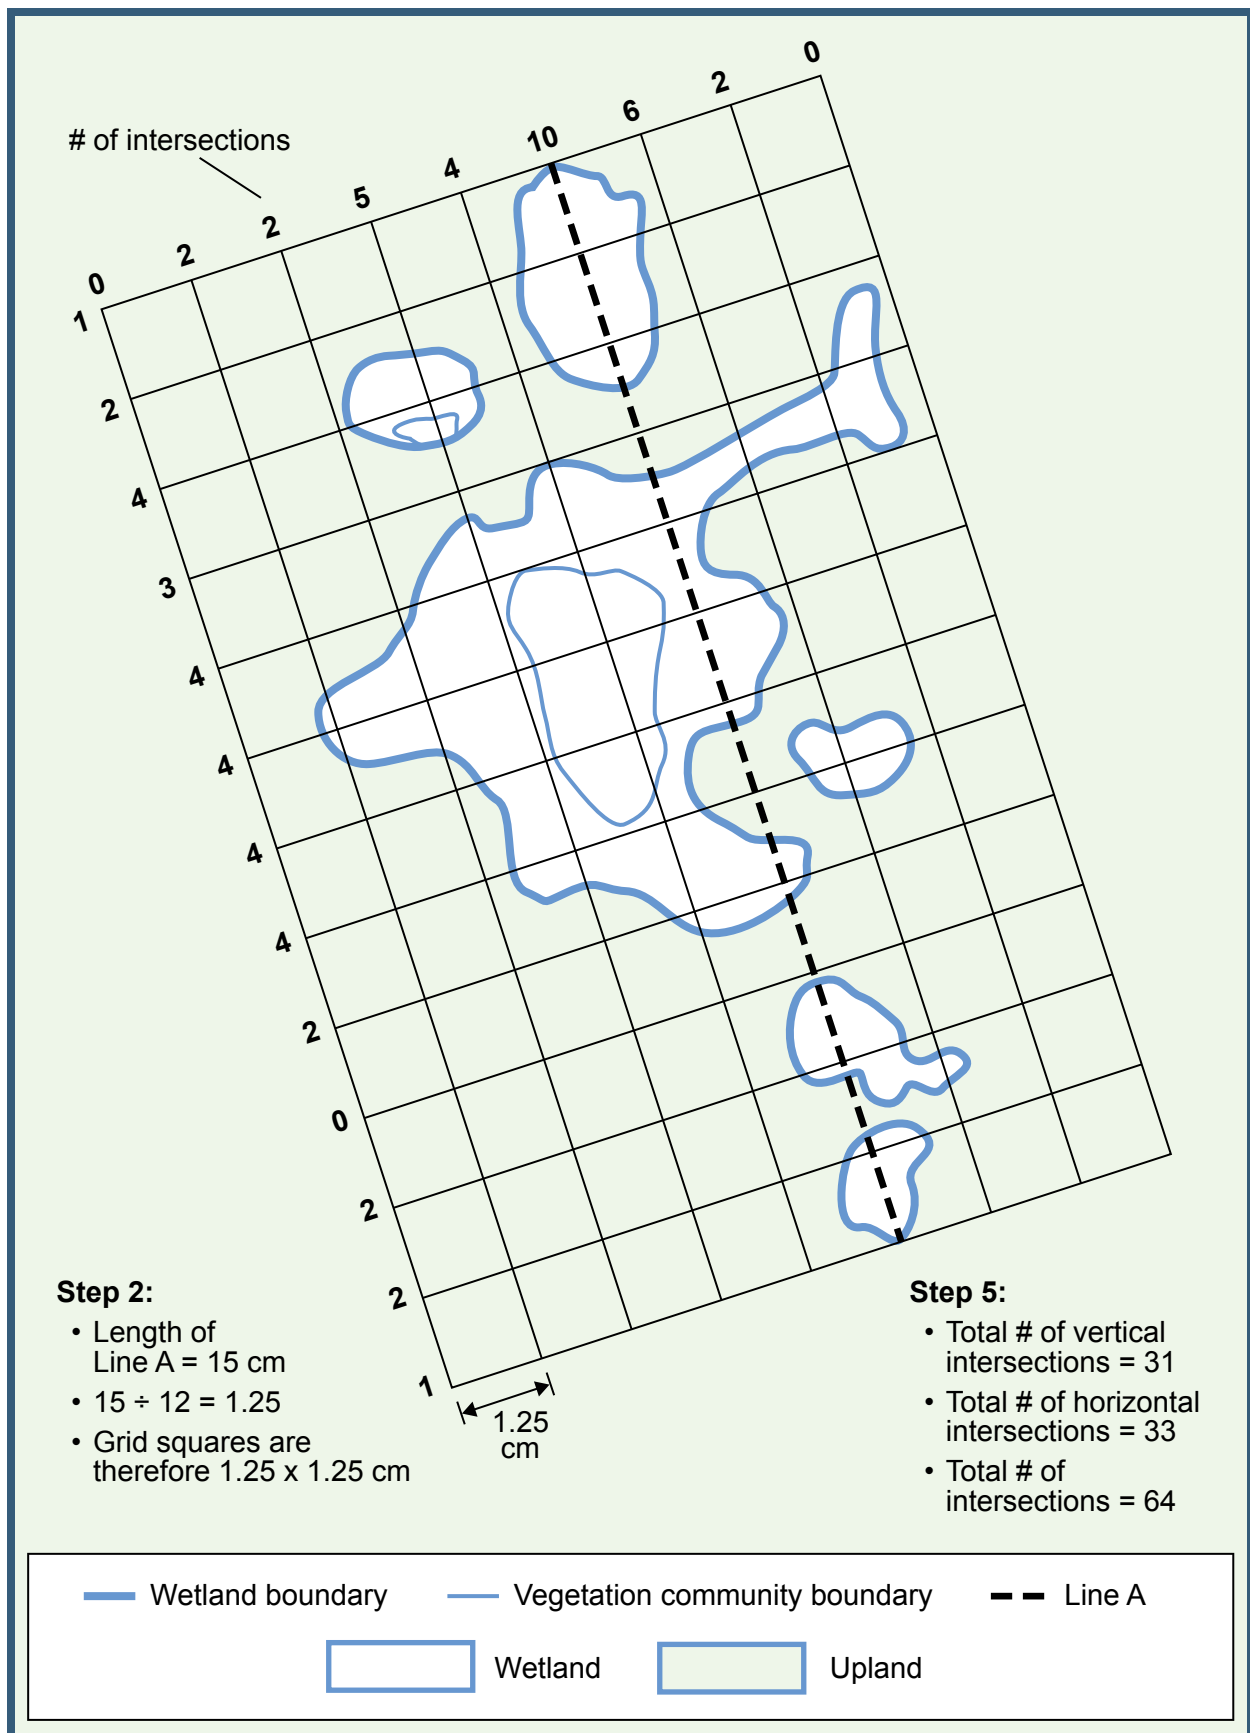 # of intersections
0
2
2
5
4
10
6
2
0
1
2
4
3
4
4
4
4
2
0
2
2
1
1.25
cm
Step 2:
• Length of
Line A = 15 cm
• 15 ÷ 12 = 1.25
• Grid squares are
therefore 1.25 x 1.25 cm
Step 5:
• Total # of vertical
intersections = 31
• Total # of horizontal
intersections = 33
• Total # of
intersections = 64
Wetland boundary
Vegetation community boundary
Line A
Wetland
Upland